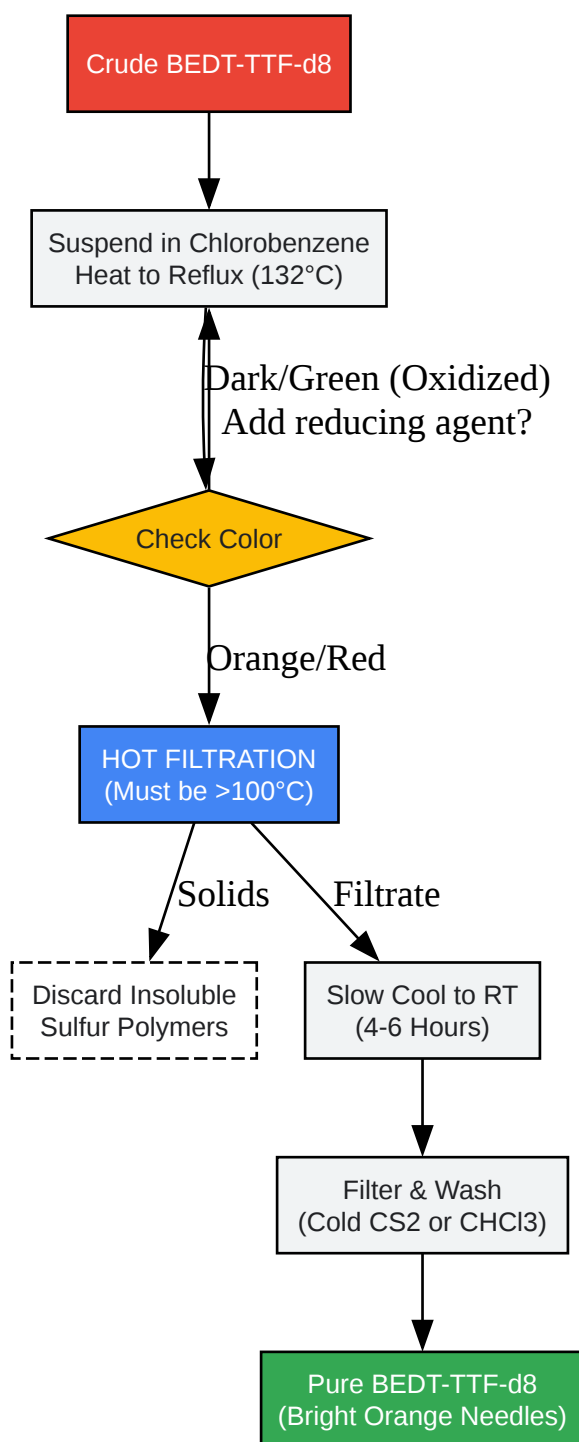 Crude BEDT-TTF-d8
Suspend in Chlorobenzene
Heat to Reflux (132°C)
Dark/Green (Oxidized)
Add reducing agent?
Check Color
Orange/Red
HOT FILTRATION
(Must be >100°C)
Solids
Filtrate
Discard Insoluble
Sulfur Polymers
Slow Cool to RT
(4-6 Hours)
Filter & Wash
(Cold CS2 or CHCl3)
Pure BEDT-TTF-d8
(Bright Orange Needles)